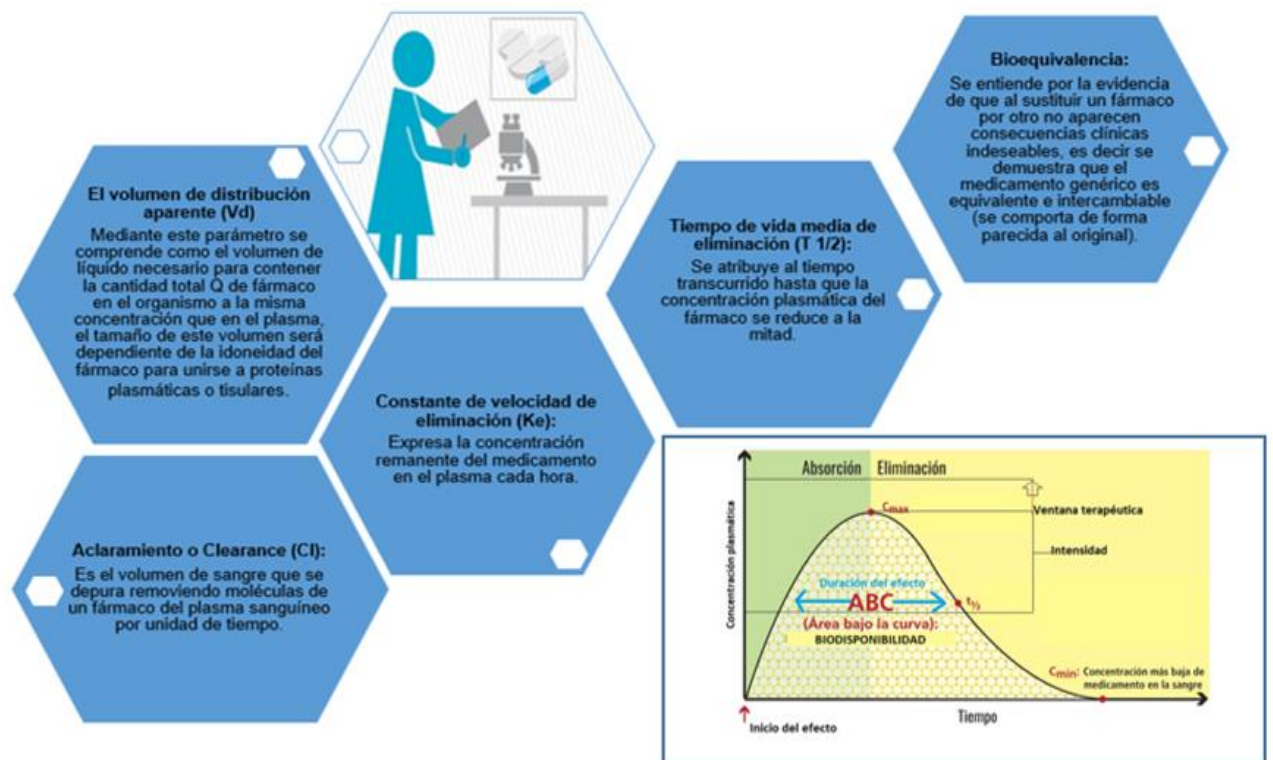 El volumen de distribución
aparente (Vd)
Mediante este parámetro se
comprende como el volumen de
líquido necesario para contener
la cantidad total Q de fármaco
en el organismo a la misma
concentración que en el plasma,
el tamaño de este volumen será
dependiente de la idoneidad del
fármaco para unirse a proteínas
plasmáticas o tisulares.
Aclaramiento o Clearance (Cl):
Es el volumen de sangre que se
depura removiendo moléculas de
un fármaco del plasma sanguíneo
por unidad de tiempo.
Constante de velocidad de
eliminación (Ke):
Expresa la concentración
remanente del medicamento
en el plasma cada hora.
Tiempo de vida media de
eliminación (T 1/2):
Se atribuye al tiempo
transcurrido hasta que la
concentración plasmática del
fármaco se reduce a la
mitad.
Bioequivalencia:
Se entiende por la evidencia
de que al sustituir un fármaco
por otro no aparecen
consecuencias clínicas
indeseables, es decir se
demuestra que el
medicamento genérico es
equivalente e intercambiable
(se comporta de forma
parecida al original).
Absorción
Eliminación
Cmax
Ventana terapéutica
Intensidad
Concentración plasmática
Duración del efecto
ABC
t½
(Área bajo la curva):
BIODISPONIBILIDAD
Cmin: Concentración más baja de
medicamento en la sangre
Tiempo
Inicio del efecto